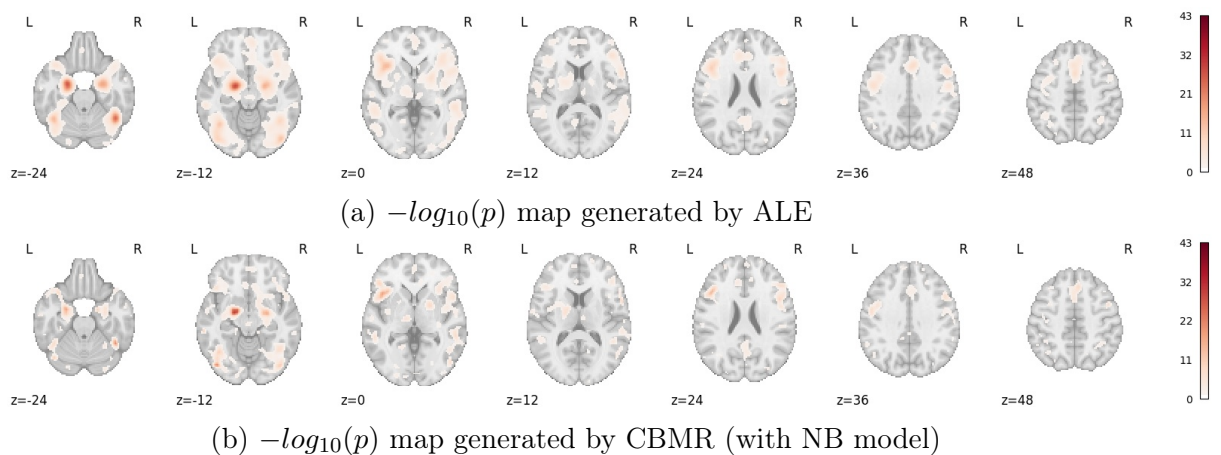 L R L R L R L R L R L R L R 43
32
21
11
0
z=-24 z=-12 z=0 z=12 z=24 z=36 z=48
(a) −log10(p) map generated by ALE
L R L R L R L R L R L R L R 43
32
22
11
0
z=-24 z=-12 z=0 z=12 z=24 z=36 z=48
(b) −log10(p) map generated by CBMR (with NB model)